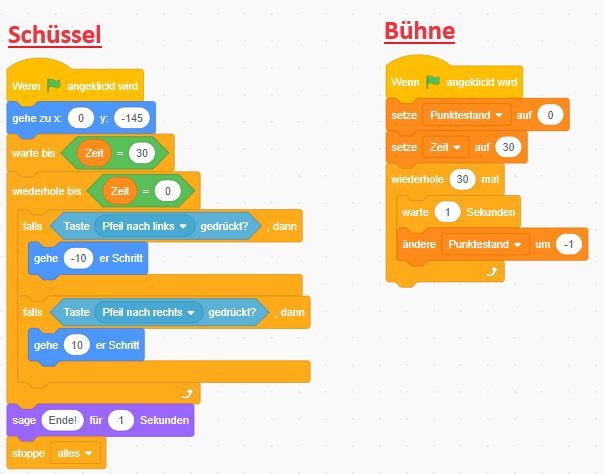 Schüssel
Wenn angeklickt wird
gehe zu x: 0 y: -145
warte bis Zeit = 30
wiederhole bis Zeit = 0
falls Taste Pfeil nach links gedrückt? , dann
gehe -10 er Schritt
falls Taste Pfeil nach rechts gedrückt? , dann
gehe 10 er Schritt
sage Ende! für 1 Sekunden
stoppe alles
Bühne
Wenn angeklickt wird
setze Punktestand auf 0
setze Zeit auf 30
wiederhole 30 mal
warte 1 Sekunden
ändere Punktestand um -1